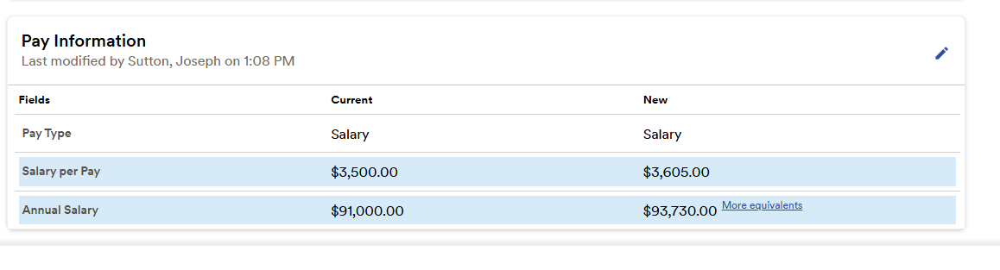 Pay Information
Last modified by Sutton, Joseph on 1:08 PM
Fields Current New
Pay Type Salary Salary
Salary per Pay $3,500.00 $3,605.00
Annual Salary $91,000.00 $93,730.00 More equivalents